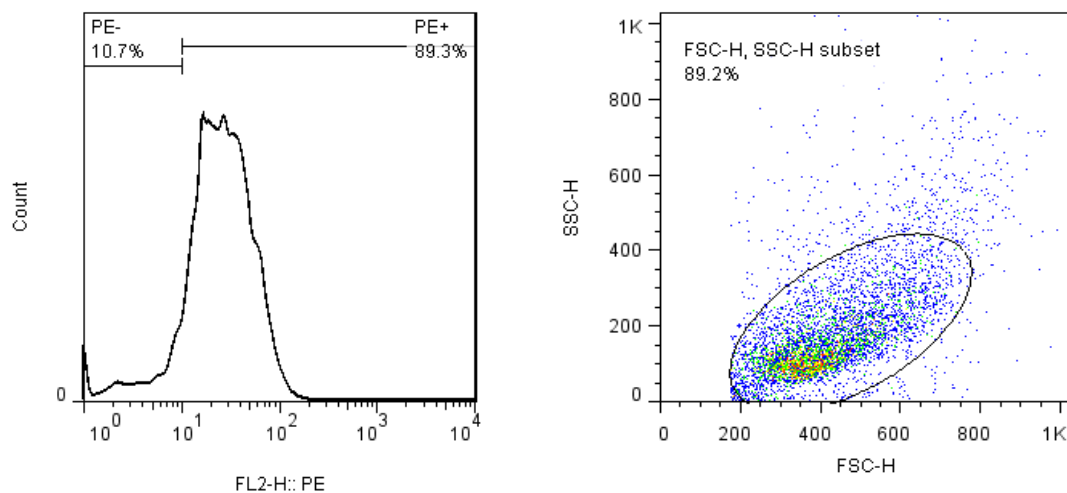 PE-
10.7%
PE+
89.3%
Count
0
10^0 10^1 10^2 10^3 10^4
FL2-H:: PE
FSC-H, SSC-H subset
89.2%
SSC-H
1K
800
600
400
200
0
0 200 400 600 800 1K
FSC-H